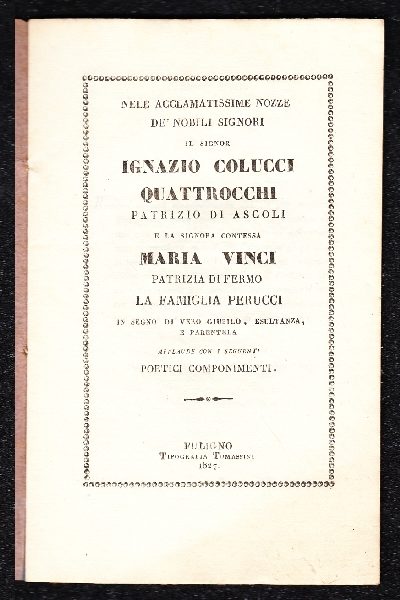 NELE ACCLAMATISSIME NOZZE
DE' NOBILI SIGNORI
IL SIGNOR
IGNAZIO COLUCCI
QUATTROCCHI
PATRIZIO DI ASCOLI
E LA SIGNORA CONTESSA
MARIA VINCI
PATRIZIA DI FERMO
LA FAMIGLIA PERUCCI
IN SEGNO DI VERO GIUBILO, ESULTANZA,
E PARENTELA
APPLAUDE CON I SEGUENTI
POETICI COMPONIMENTI.
FULIGNO
TIPOGRAFIA TOMASSINI
1827.